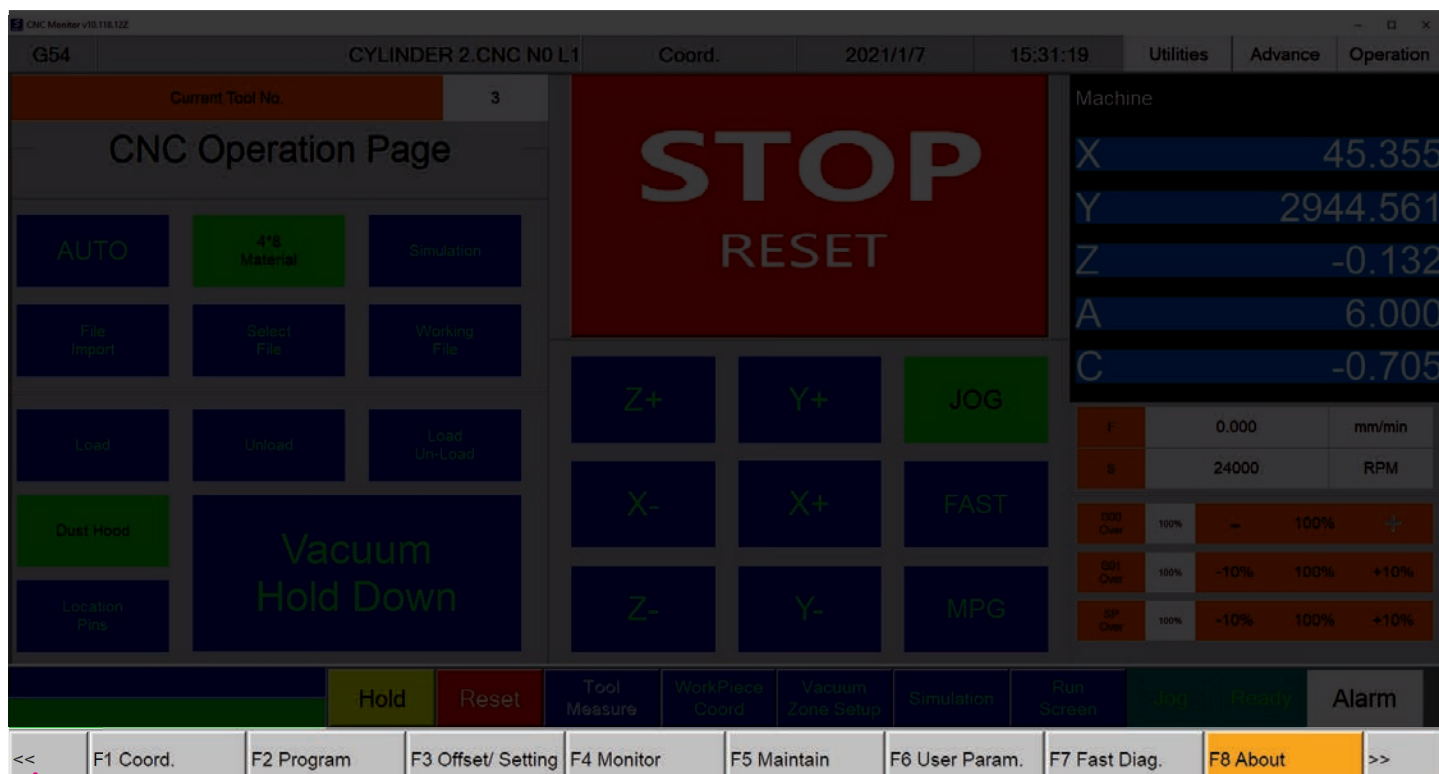 CNC Monitor v10.118.12Z
G54 CYLINDER 2.CNC N0 L1 Coord. 2021/1/7 15:31:19 Utilities Advance Operation
Current Tool No. 3
CNC Operation Page
AUTO
4*8
Material
Simulation
File
Import
Select
File
Working
File
Load
Unload
Load
Un-Load
Dust Hood
Location
Pins
Vacuum
Hold Down
STOP
RESET
Z+ Y+ JOG
X- X+ FAST
Z- Y- MPG
Machine
X 45.355
Y 2944.561
Z -0.132
A 6.000
C -0.705
F 0.000 mm/min
S 24000 RPM
G00
Over
100% - 100% +
G01
Over
100% -10% 100% +10%
SP
Over
100% -10% 100% +10%
Hold
Reset
Tool
Measure
WorkPiece
Coord
Vacuum
Zone Setup
Simulation
Run
Screen
Jog
Ready
Alarm
<< F1 Coord. F2 Program F3 Offset/ Setting F4 Monitor F5 Maintain F6 User Param. F7 Fast Diag. F8 About >>